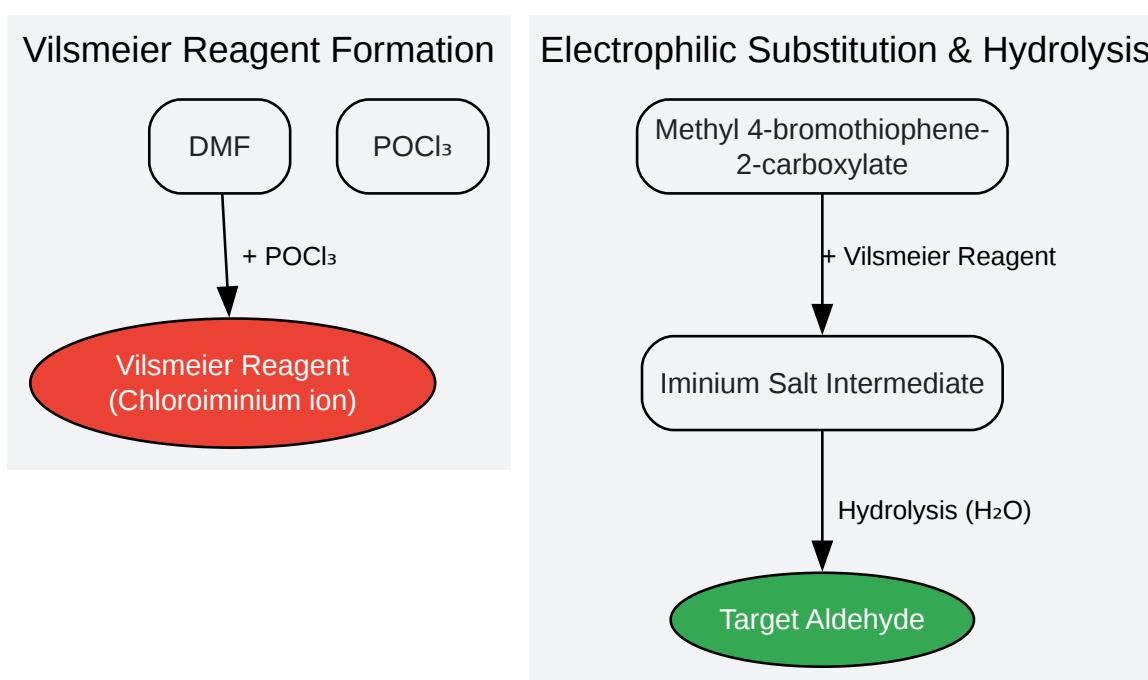 Vilsmeier Reagent Formation
DMF
POCl₃
+ POCl₃
Vilsmeier Reagent
(Chloroiminium ion)
Electrophilic Substitution & Hydrolysis
Methyl 4-bromothiophene-
2-carboxylate
+ Vilsmeier Reagent
Iminium Salt Intermediate
Hydrolysis (H₂O)
Target Aldehyde